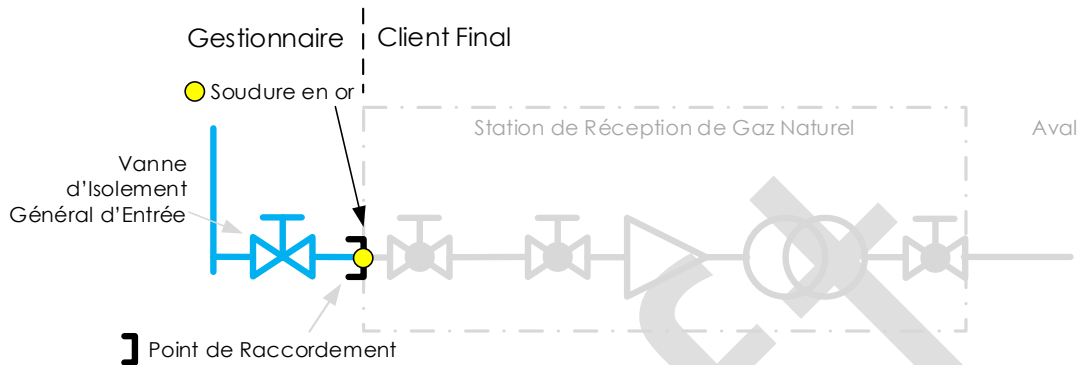 Gestionnaire
Client Final
Soudure en or
Station de Réception de Gaz Naturel
Aval
Vanne
d’Isolement
Général d’Entrée
Point de Raccordement